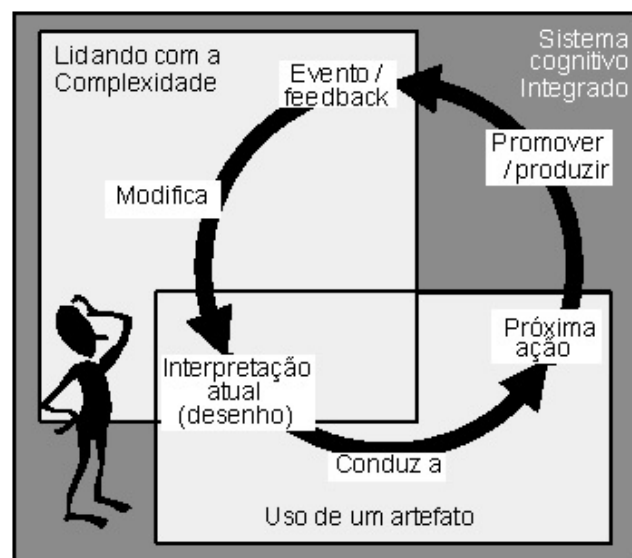 Lidando com a
Complexidade
Evento /
feedback
Sistema
cognitivo
Integrado
Promover
/produzir
Modifica
Próxima
ação
Interpretação
atual
(desenho)
Conduz a
Uso de um artefato